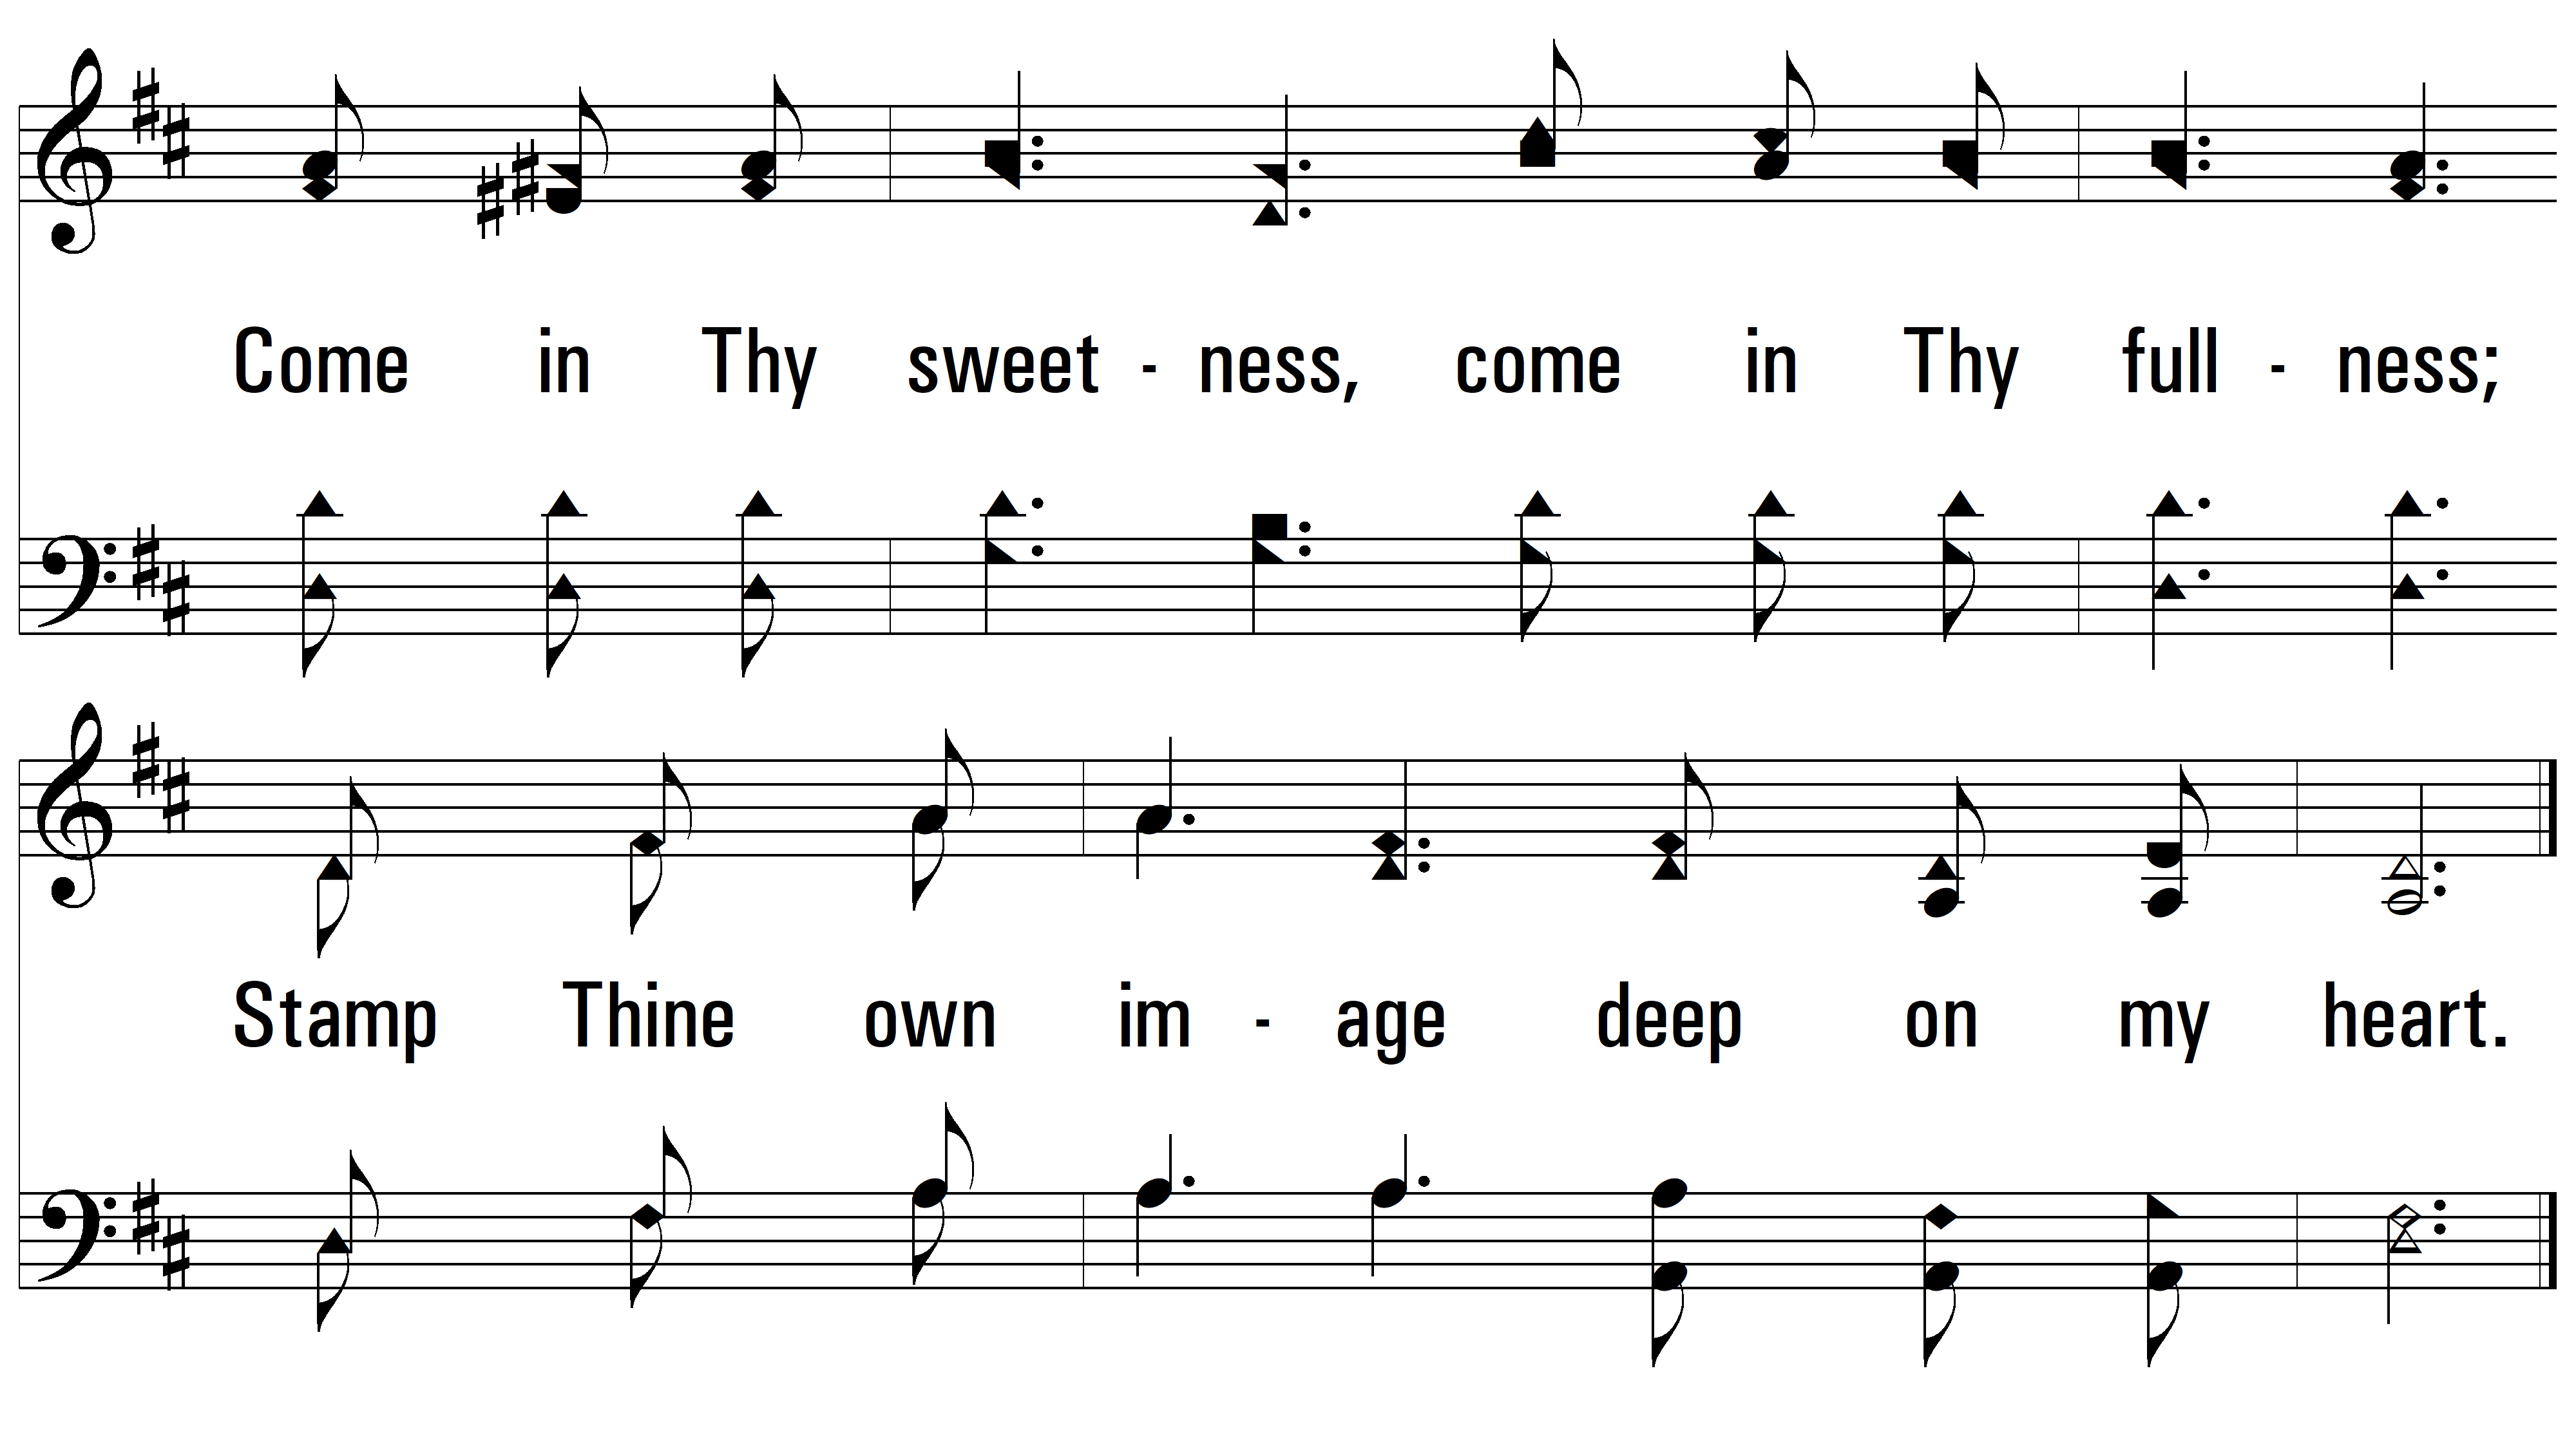 Come in Thy sweet - ness, come in Thy full - ness;
Stamp Thine own im - age deep on my heart.